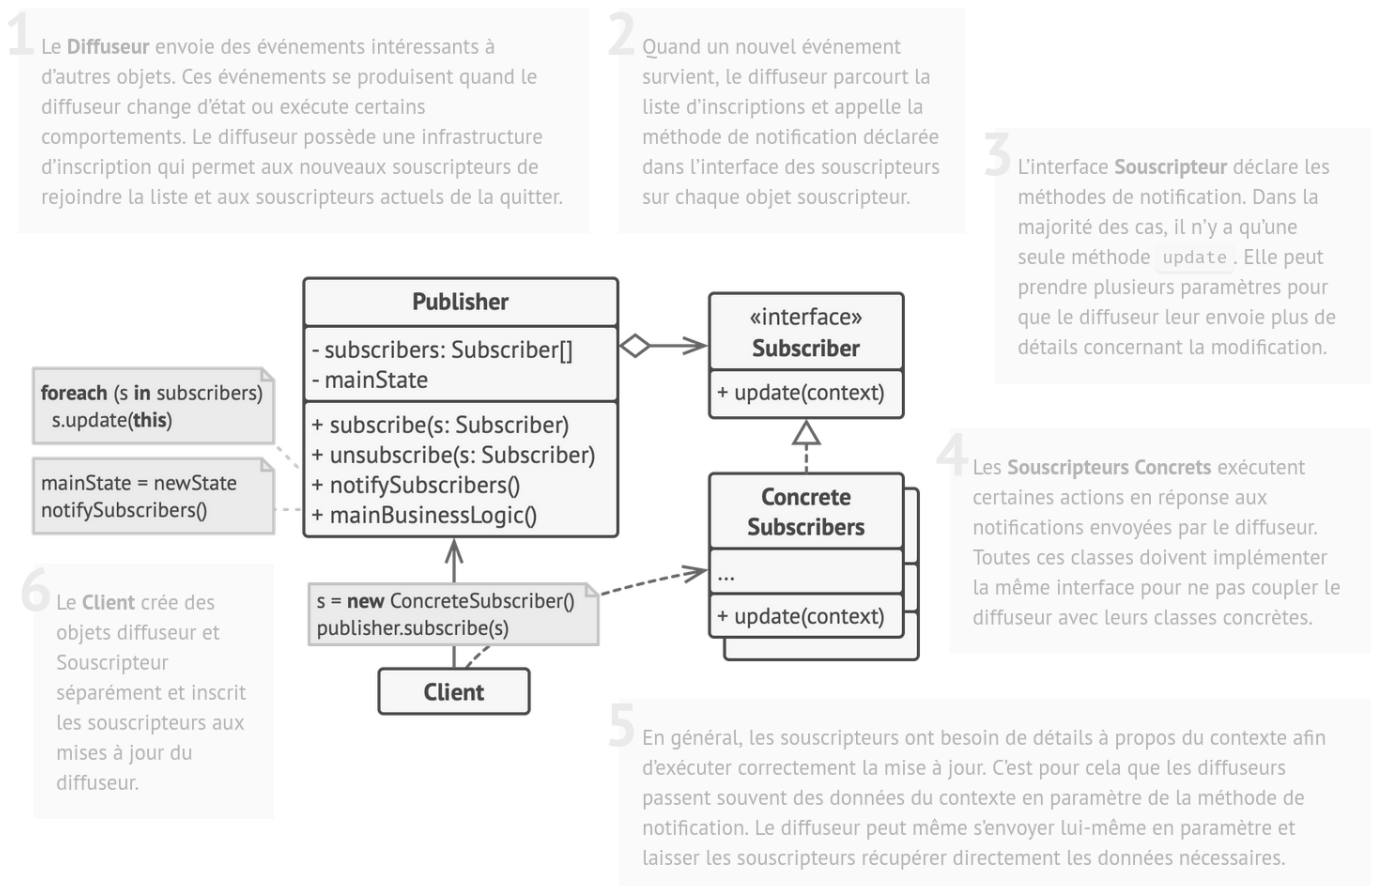 1
Le Diffuseur envoie des événements intéressants à
d'autres objets. Ces événements se produisent quand le
diffuseur change d'état ou exécute certains
comportements. Le diffuseur possède une infrastructure
d'inscription qui permet aux nouveaux souscripteurs de
rejoindre la liste et aux souscripteurs actuels de la quitter.
2
Quand un nouvel événement
survient, le diffuseur parcourt la
liste d'inscriptions et appelle la
méthode de notification déclarée
dans l'interface des souscripteurs
sur chaque objet souscripteur.
3
L'interface Souscripteur déclare les
méthodes de notification. Dans la
majorité des cas, il n'y a qu'une
seule méthode update. Elle peut
prendre plusieurs paramètres pour
que le diffuseur leur envoie plus de
détails concernant la modification.
Publisher
- subscribers: Subscriber[]
- mainState
+ subscribe(s: Subscriber)
+ unsubscribe(s: Subscriber)
+ notifySubscribers()
+ mainBusinessLogic()
«interface»
Subscriber
+ update(context)
foreach (s in subscribers)
s.update(this)
mainState = newState
notifySubscribers()
Concrete
Subscribers
...
+ update(context)
4
Les Souscripteurs Concrets exécutent
certaines actions en réponse aux
notifications envoyées par le diffuseur.
Toutes ces classes doivent implémenter
la même interface pour ne pas coupler le
diffuseur avec leurs classes concrètes.
s = new ConcreteSubscriber()
publisher.subscribe(s)
Client
6
Le Client crée des
objets diffuseur et
Souscripteur
séparément et inscrit
les souscripteurs aux
mises à jour du
diffuseur.
5
En général, les souscripteurs ont besoin de détails à propos du contexte afin
d'exécuter correctement la mise à jour. C'est pour cela que les diffuseurs
passent souvent des données du contexte en paramètre de la méthode de
notification. Le diffuseur peut même s'envoyer lui-même en paramètre et
laisser les souscripteurs récupérer directement les données nécessaires.